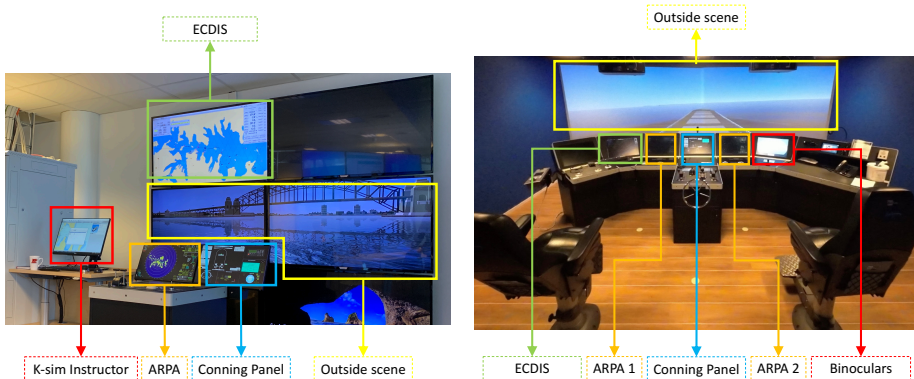 ECDIS
Outside scene
K-sim Instructor
ARPA
Conning Panel
Outside scene
ECDIS
ARPA 1
Conning Panel
ARPA 2
Binoculars